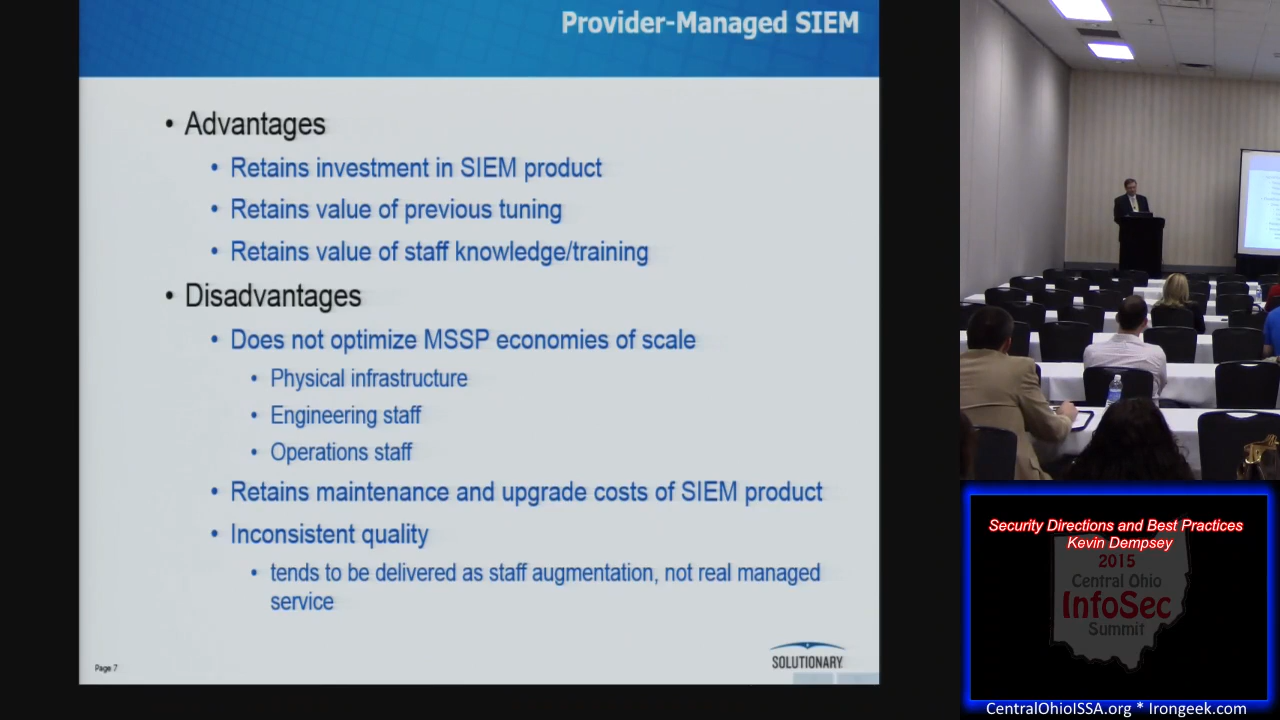 Provider-Managed SIEM
• Advantages
• Retains investment in SIEM product
• Retains value of previous tuning
• Retains value of staff knowledge/training
• Disadvantages
• Does not optimize MSSP economies of scale
• Physical infrastructure
• Engineering staff
• Operations staff
• Retains maintenance and upgrade costs of SIEM product
• Inconsistent quality
• tends to be delivered as staff augmentation, not real managed
service
Page 7
SOLUTIONARY
Security Directions and Best Practices
Kevin Dempsey
2015
Central Ohio
InfoSec
Summit
CentralOhioISSA.org * Irongeek.com